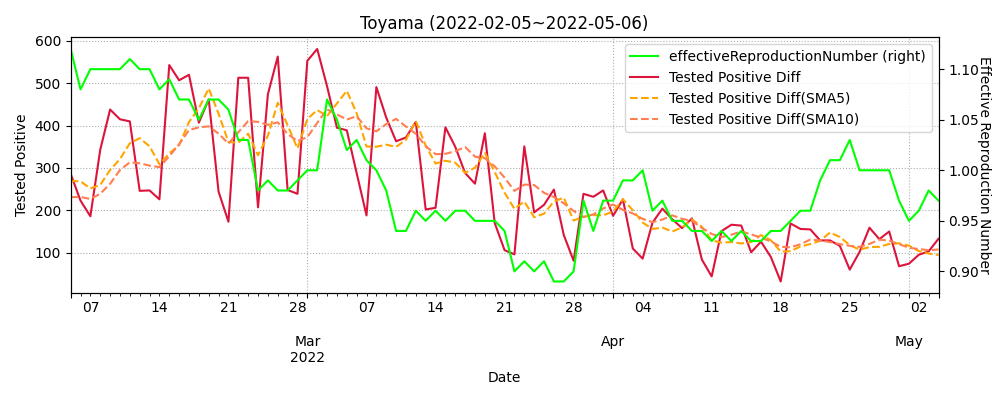 Toyama (2022-02-05~2022-05-06)
effectiveReproductionNumber (right)
Tested Positive Diff
Tested Positive Diff(SMA5)
Tested Positive Diff(SMA10)
600
500
400
300
200
100
Tested Positive
1.10
1.05
1.00
0.95
0.90
Effective Reproduction Number
07 14 21 28 07 14 21 28 04 11 18 25 02
Mar Apr May
2022
Date